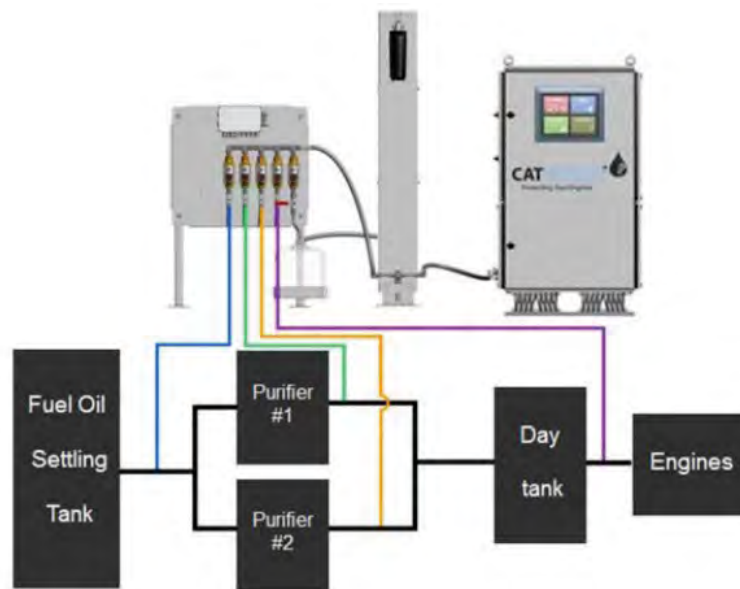 CAT
Protecting Your Engines
Fuel Oil
Settling
Tank
Purifier
#1
Purifier
#2
Day
tank
Engines